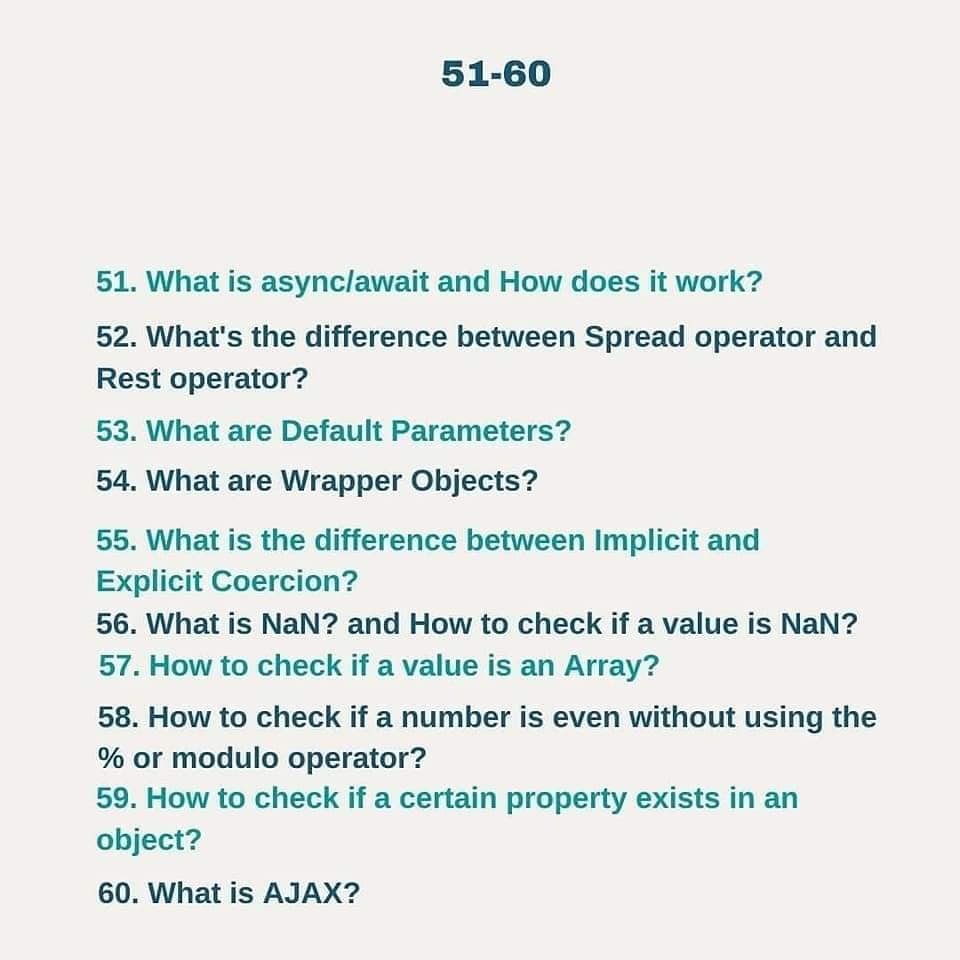 51-60
51. What is async/await and How does it work?
52. What's the difference between Spread operator and
Rest operator?
53. What are Default Parameters?
54. What are Wrapper Objects?
55. What is the difference between Implicit and
Explicit Coercion?
56. What is NaN? and How to check if a value is NaN?
57. How to check if a value is an Array?
58. How to check if a number is even without using the
% or modulo operator?
59. How to check if a certain property exists in an
object?
60. What is AJAX?